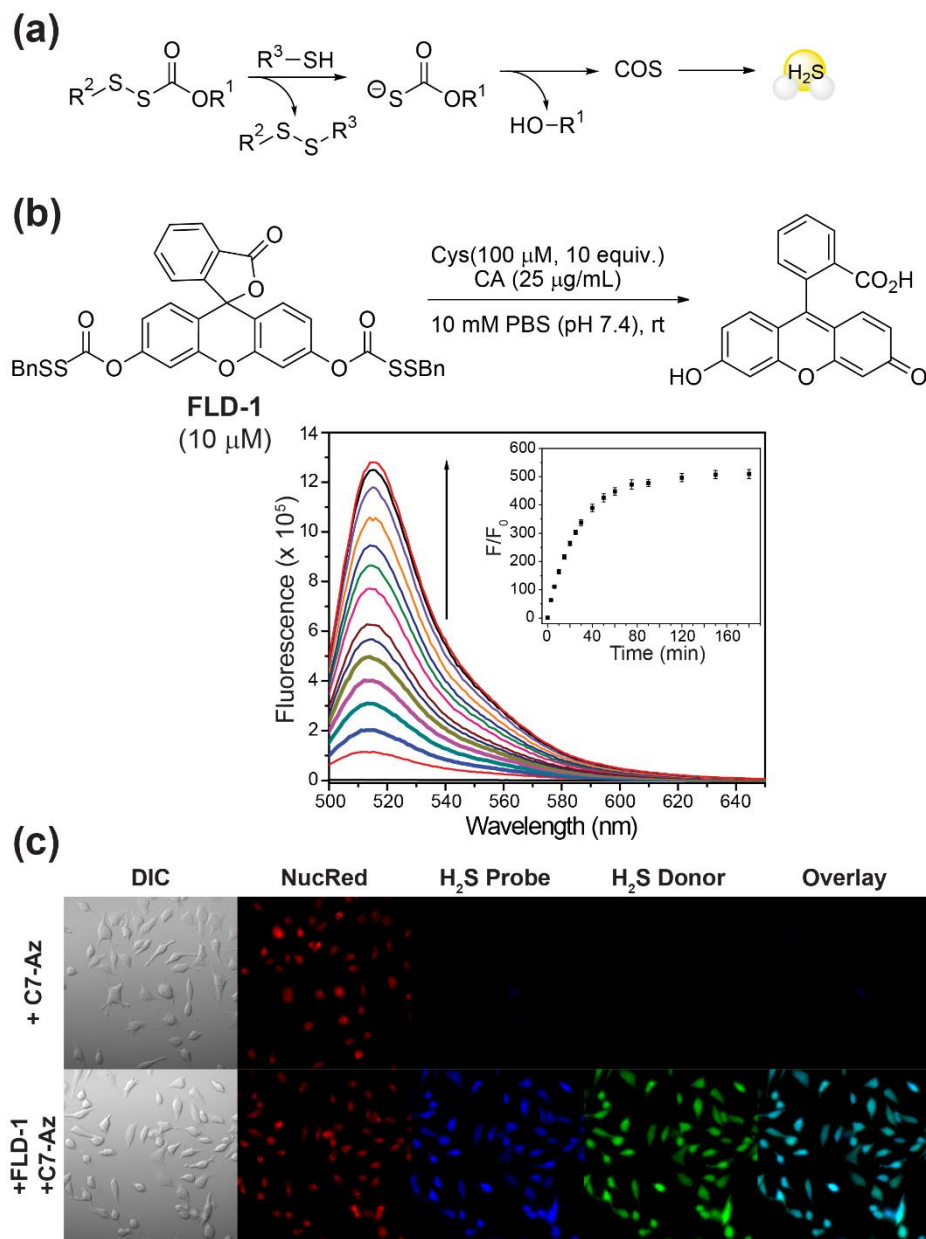 (a)
R²
S
S
O
OR¹
R³–SH
R²
S
S
R³
⊖S
O
OR¹
HO–R¹
COS
H₂S
(b)
O
O
O
O
BnSS
O
O
O
SSBn
FLD-1
(10 μM)
Cys(100 μM, 10 equiv.)
CA (25 μg/mL)
10 mM PBS (pH 7.4), rt
CO₂H
HO
O
O
14
12
10
8
6
4
2
0
Fluorescence (x 10⁵)
500 520 540 560 580 600 620 640
Wavelength (nm)
600
500
400
300
200
100
0
F/F₀
0 40 80 120 160
Time (min)
(c)
DIC NucRed H₂S Probe H₂S Donor Overlay
+ C7-Az
+FLD-1
+C7-Az